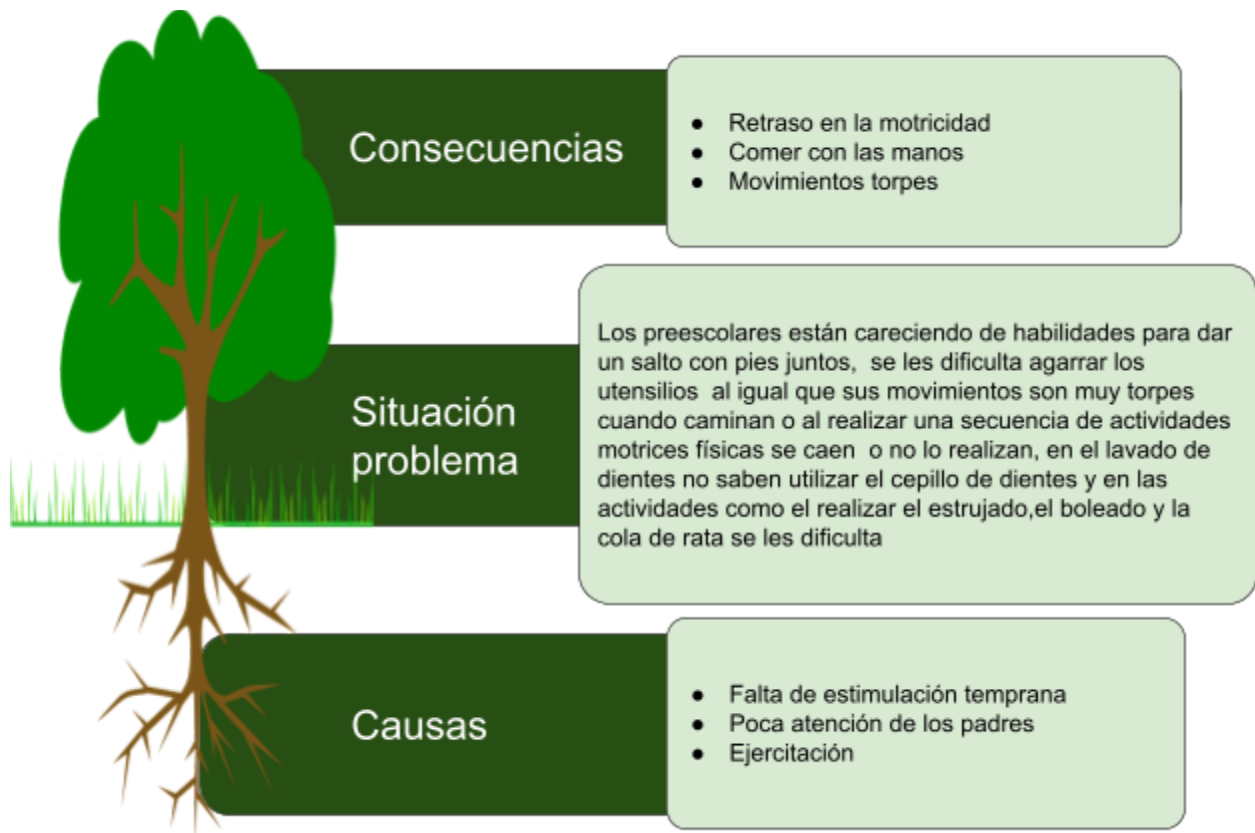 Consecuencias
● Retraso en la motricidad
● Comer con las manos
● Movimientos torpes
Situación
problema
Los preescolares están careciendo de habilidades para dar
un salto con pies juntos,  se les dificulta agarrar los
utensilios  al igual que sus movimientos son muy torpes
cuando caminan o al realizar una secuencia de actividades
motrices físicas se caen  o no lo realizan, en el lavado de
dientes no saben utilizar el cepillo de dientes y en las
actividades como el realizar el estrujado,el boleado y la
cola de rata se les dificulta
Causas
● Falta de estimulación temprana
● Poca atención de los padres
● Ejercitación